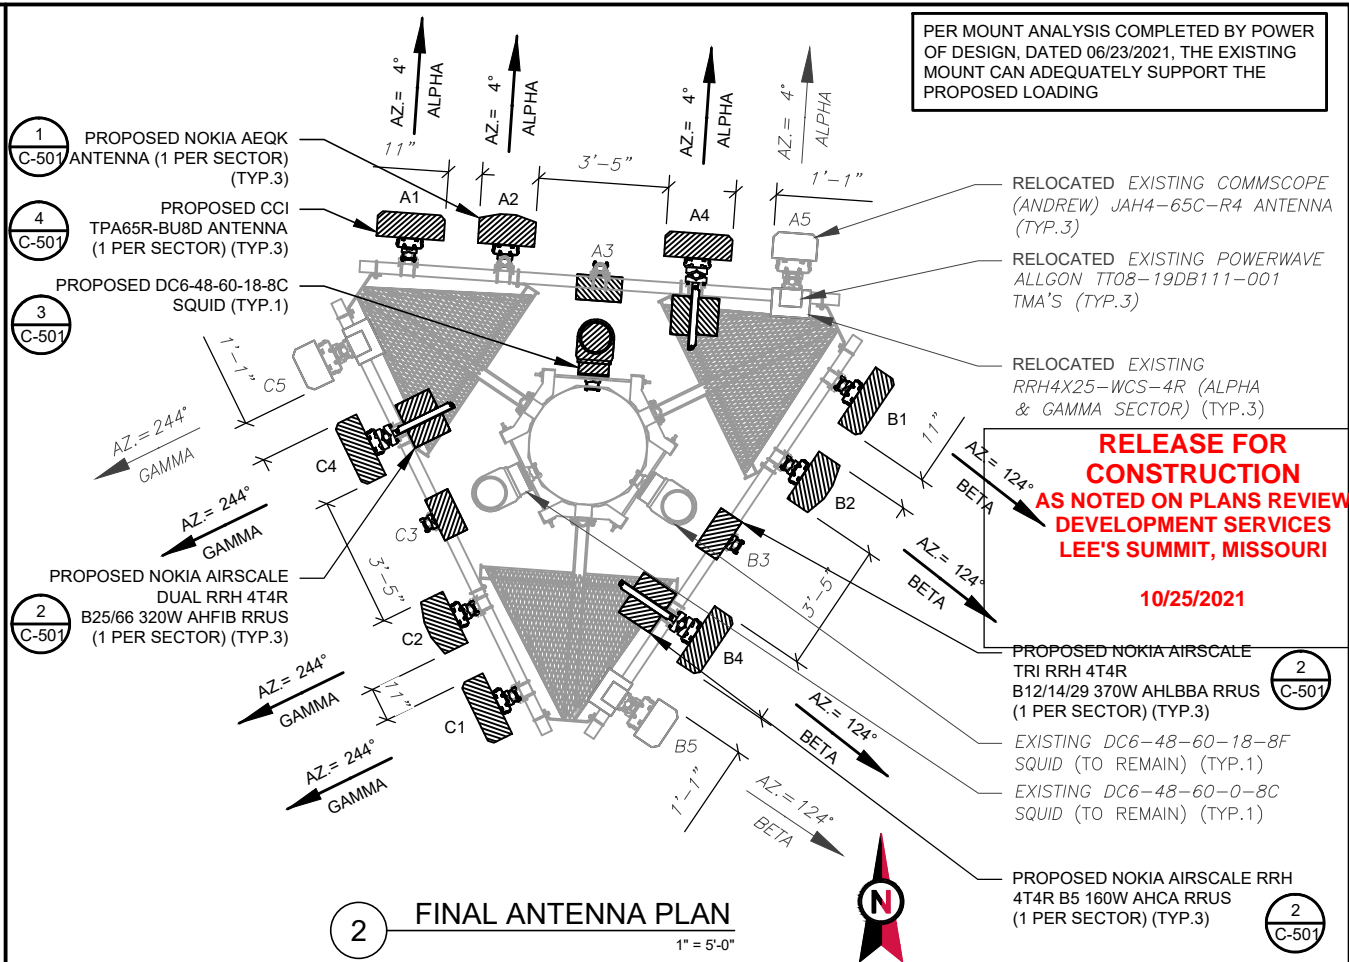 PER MOUNT ANALYSIS COMPLETED BY POWER
OF DESIGN, DATED 06/23/2021, THE EXISTING
MOUNT CAN ADEQUATELY SUPPORT THE
PROPOSED LOADING
AZ.= 4°
ALPHA
AZ.= 4°
ALPHA
AZ.= 4°
ALPHA
AZ.= 4°
ALPHA
1
C-501
PROPOSED NOKIA AEQK
ANTENNA (1 PER SECTOR)
(TYP.3)
4
C-501
PROPOSED CCI
TPA65R-BU8D ANTENNA
(1 PER SECTOR) (TYP.3)
3
C-501
PROPOSED DC6-48-60-18-8C
SQUID (TYP.1)
11"
3'-5"
1'-1"
A1
A2
A3
A4
A5
RELOCATED EXISTING COMMSCOPE
(ANDREW) JAH4-65C-R4 ANTENNA
(TYP.3)
RELOCATED EXISTING POWERWAVE
ALLGON TT08-19DB111-001
TMA'S (TYP.3)
RELOCATED EXISTING
RRH4X25-WCS-4R (ALPHA
& GAMMA SECTOR) (TYP.3)
1'-1"
C5
AZ.= 244°
GAMMA
C4
AZ.= 244°
GAMMA
C3
3'-5"
C2
AZ.= 244°
GAMMA
11"
C1
AZ.= 244°
GAMMA
2
C-501
PROPOSED NOKIA AIRSCALE
DUAL RRH 4T4R
B25/66 320W AHFIB RRUS
(1 PER SECTOR) (TYP.3)
B1
11"
AZ.= 124°
BETA
B2
AZ.= 124°
BETA
B3
3'-5"
B4
AZ.= 124°
BETA
B5
1'-1"
AZ.= 124°
BETA
RELEASE FOR
CONSTRUCTION
AS NOTED ON PLANS REVIEW
DEVELOPMENT SERVICES
LEE'S SUMMIT, MISSOURI
10/25/2021
PROPOSED NOKIA AIRSCALE
TRI RRH 4T4R
B12/14/29 370W AHLBBA RRUS
(1 PER SECTOR) (TYP.3)
2
C-501
EXISTING DC6-48-60-18-8F
SQUID (TO REMAIN) (TYP.1)
EXISTING DC6-48-60-0-8C
SQUID (TO REMAIN) (TYP.1)
PROPOSED NOKIA AIRSCALE RRH
4T4R B5 160W AHCA RRUS
(1 PER SECTOR) (TYP.3)
2
C-501
N
2
FINAL ANTENNA PLAN
1" = 5'-0"